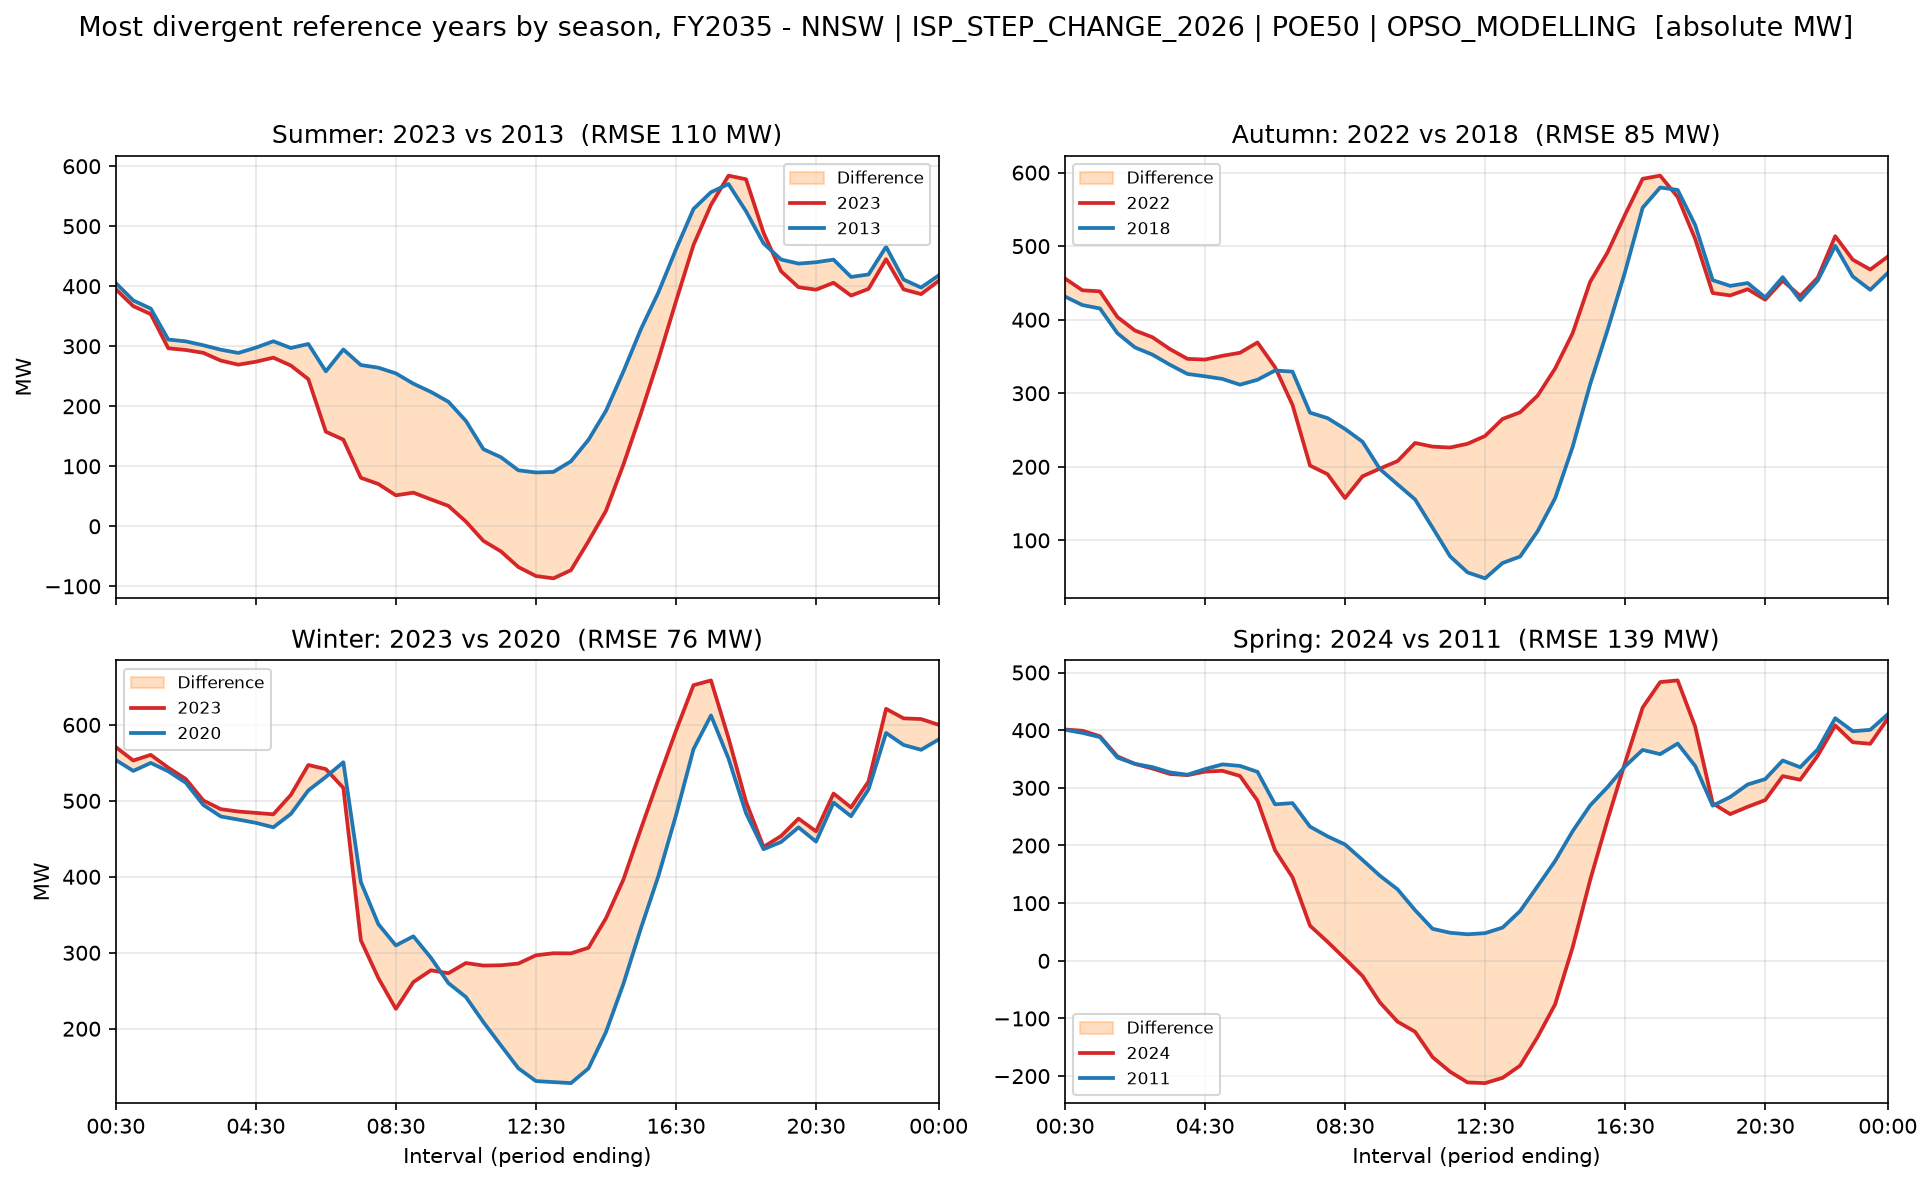 Most divergent reference years by season, FY2035 - NNSW | ISP_STEP_CHANGE_2026 | POE50 | OPSO_MODELLING  [absolute MW]
Summer: 2023 vs 2013  (RMSE 110 MW)
600
500
400
300
200
100
0
−100
MW
Difference
2023
2013
Autumn: 2022 vs 2018  (RMSE 85 MW)
600
500
400
300
200
100
Difference
2022
2018
Winter: 2023 vs 2020  (RMSE 76 MW)
600
500
400
300
200
MW
Difference
2023
2020
00:30 04:30 08:30 12:30 16:30 20:30 00:00
Interval (period ending)
Spring: 2024 vs 2011  (RMSE 139 MW)
500
400
300
200
100
0
−100
−200
Difference
2024
2011
00:30 04:30 08:30 12:30 16:30 20:30 00:00
Interval (period ending)